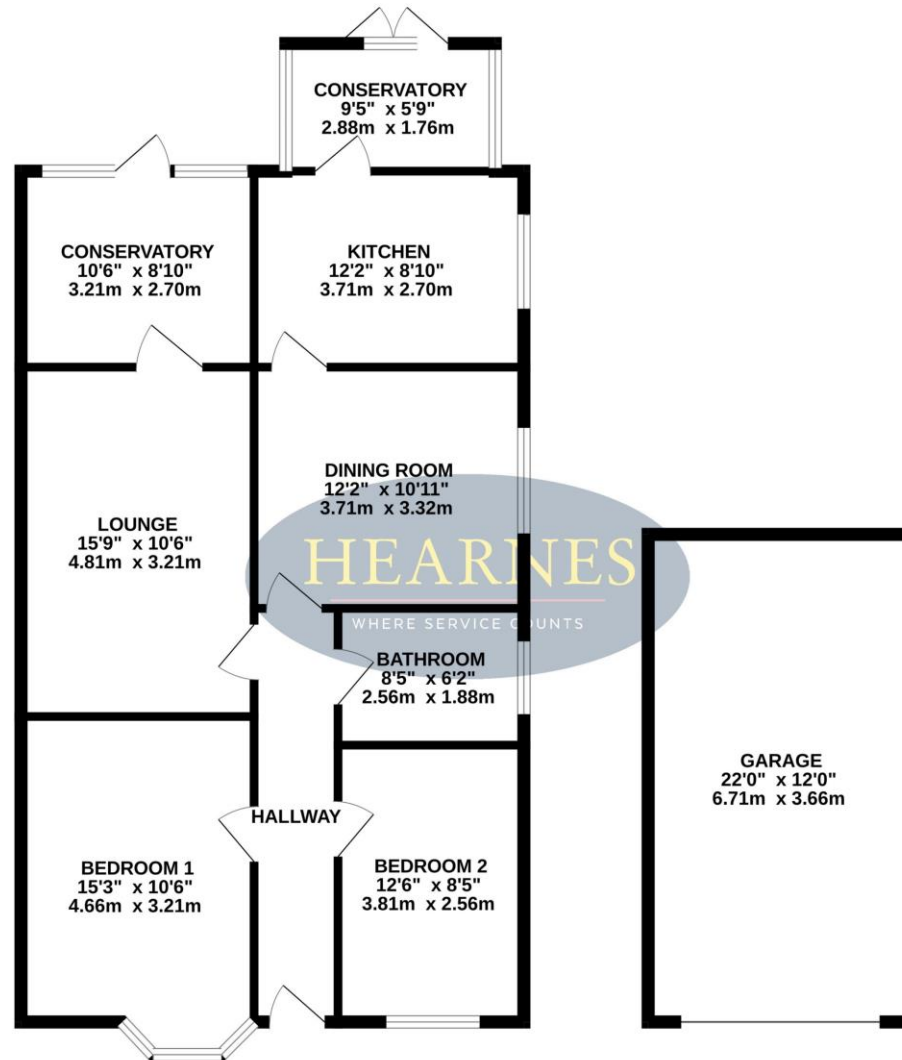 CONSERVATORY
9'5" x 5'9"
2.88m x 1.76m
CONSERVATORY
10'6" x 8'10"
3.21m x 2.70m
KITCHEN
12'2" x 8'10"
3.71m x 2.70m
DINING ROOM
12'2" x 10'11"
3.71m x 3.32m
LOUNGE
15'9" x 10'6"
4.81m x 3.21m
HEARNES
WHERE SERVICE COUNTS
BATHROOM
8'5" x 6'2"
2.56m x 1.88m
GARAGE
22'0" x 12'0"
6.71m x 3.66m
HALLWAY
BEDROOM 1
15'3" x 10'6"
4.66m x 3.21m
BEDROOM 2
12'6" x 8'5"
3.81m x 2.56m